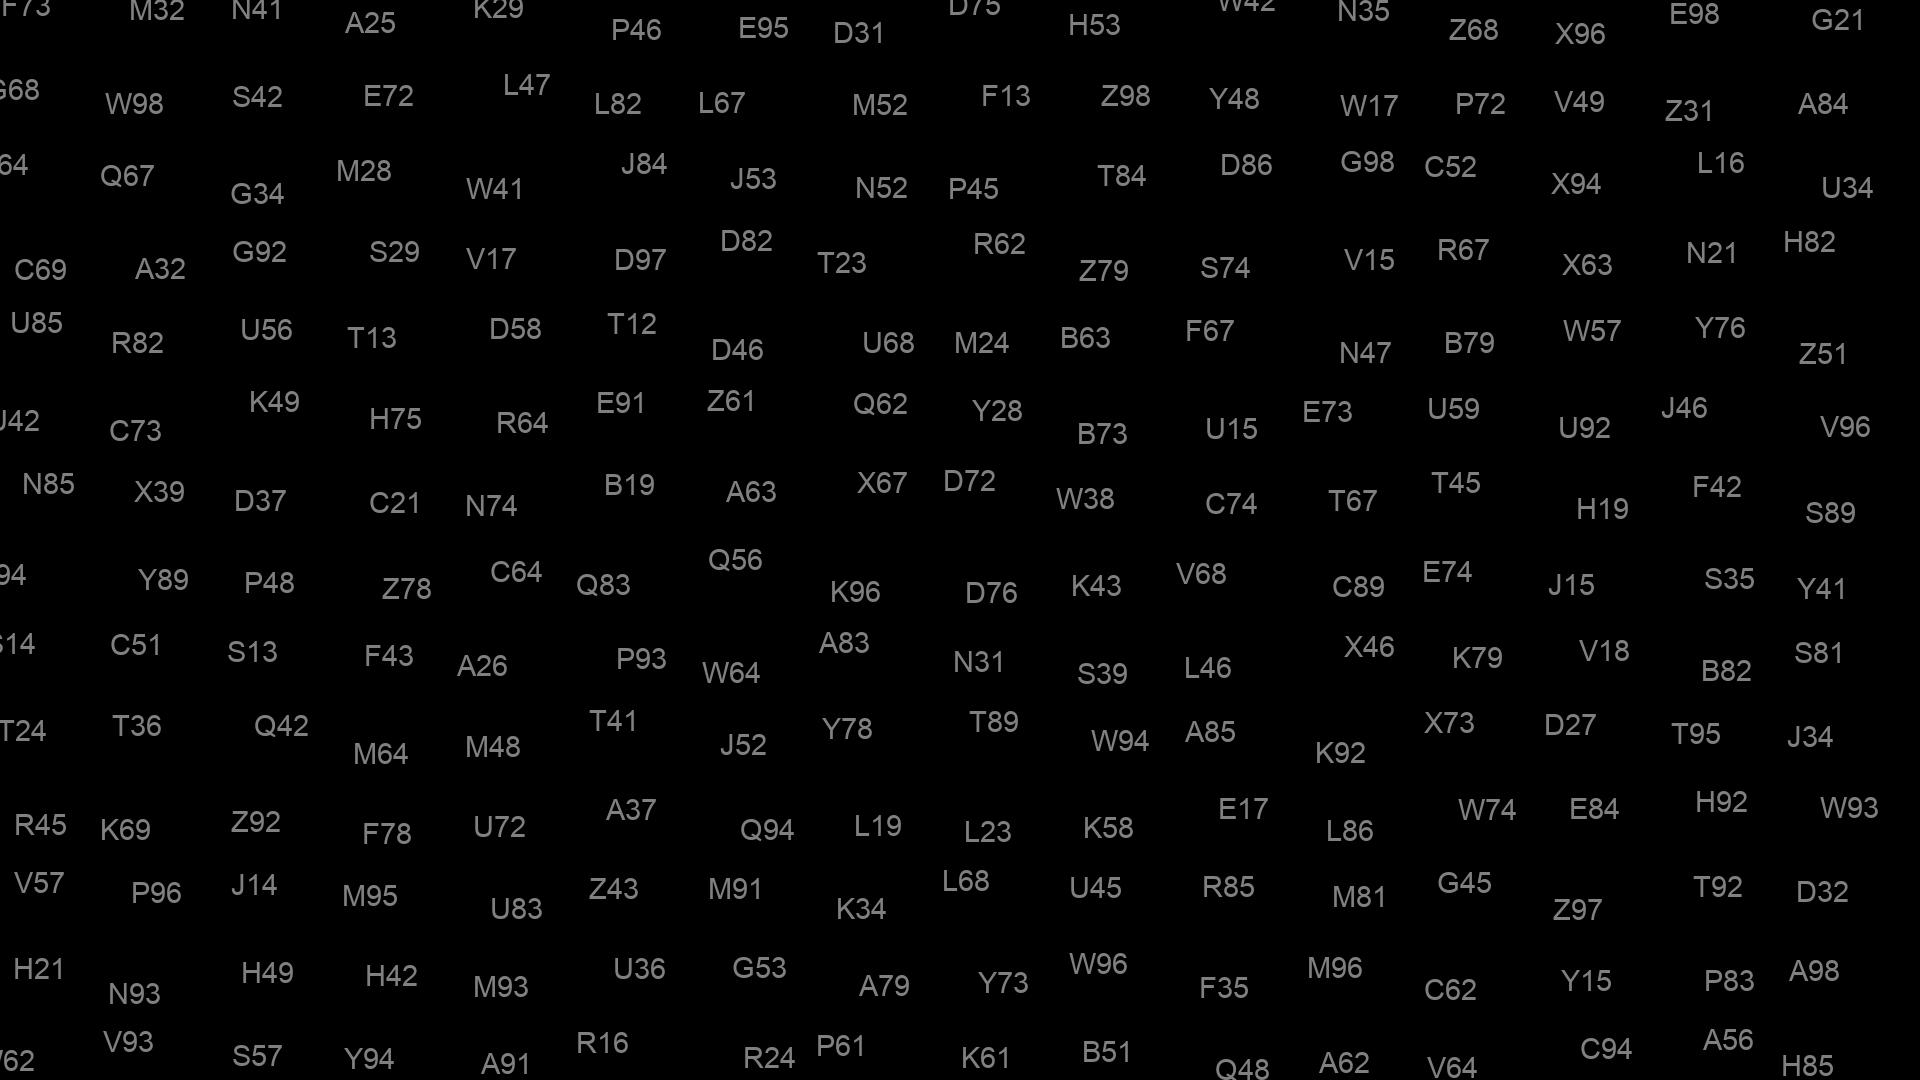 F73 M32 N41 A25 K29 P46 E95 D31 D75 H53 W42 N35 Z68 X96 E98 G21
G68 W98 S42 E72 L47 L82 L67 M52 F13 Z98 Y48 W17 P72 V49 Z31 A84
64 Q67 G34 M28 W41 J84 J53 N52 P45 T84 D86 G98 C52 X94 L16 U34
C69 A32 G92 S29 V17 D97 D82 T23 R62 Z79 S74 V15 R67 X63 N21 H82
U85 R82 U56 T13 D58 T12 D46 U68 M24 B63 F67 N47 B79 W57 Y76 Z51
J42 C73 K49 H75 R64 E91 Z61 Q62 Y28 B73 U15 E73 U59 U92 J46 V96
N85 X39 D37 C21 N74 B19 A63 X67 D72 W38 C74 T67 T45 H19 F42 S89
94 Y89 P48 Z78 C64 Q83 Q56 K96 D76 K43 V68 C89 E74 J15 S35 Y41
S14 C51 S13 F43 A26 P93 W64 A83 N31 S39 L46 X46 K79 V18 B82 S81
T24 T36 Q42 M64 M48 T41 J52 Y78 T89 W94 A85 K92 X73 D27 T95 J34
R45 K69 Z92 F78 U72 A37 Q94 L19 L23 K58 E17 L86 W74 E84 H92 W93
V57 P96 J14 M95 U83 Z43 M91 K34 L68 U45 R85 M81 G45 Z97 T92 D32
H21 N93 H49 H42 M93 U36 G53 A79 Y73 W96 F35 M96 C62 Y15 P83 A98
62 V93 S57 Y94 A91 R16 R24 P61 K61 B51 Q48 A62 V64 C94 A56 H85